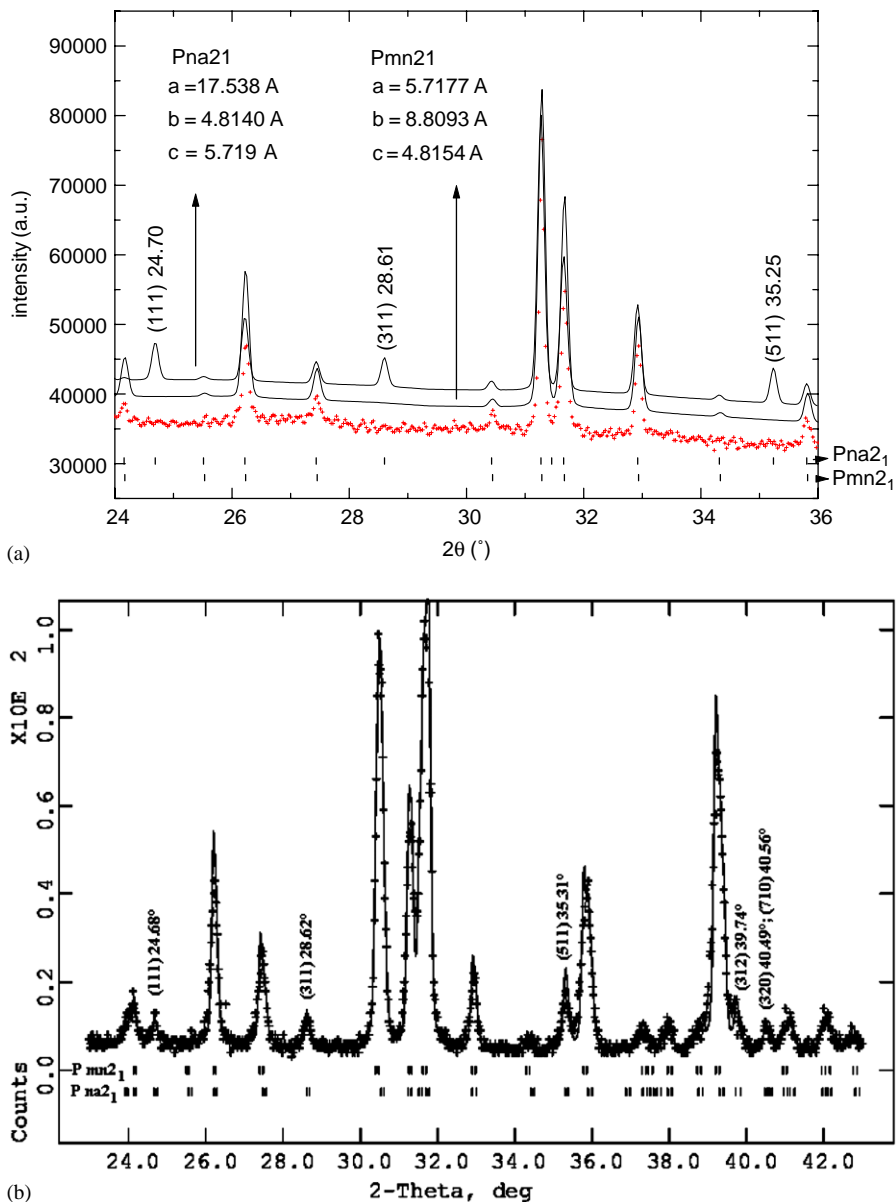 90000
80000
70000
60000
50000
40000
30000
intensity (a.u.)
Pna21
a =17.538 A
b = 4.8140 A
c = 5.719 A
Pmn21
a = 5.7177 A
b = 8.8093 A
c= 4.8154 A
(111) 24.70
(311) 28.61
(511) 35.25
Pna2₁
Pmn2₁
24 26 28 30 32 34 36
2θ (°)
(a)
X10E 2
Counts
1.0
0.8
0.6
0.4
0.2
0.0
(111) 24.68°
(311) 28.62°
(511) 35.31°
(312) 39.74°
(320) 40.49°; (710) 40.56°
P mn2₁
P na2₁
24.0 26.0 28.0 30.0 32.0 34.0 36.0 38.0 40.0 42.0
2-Theta, deg
(b)